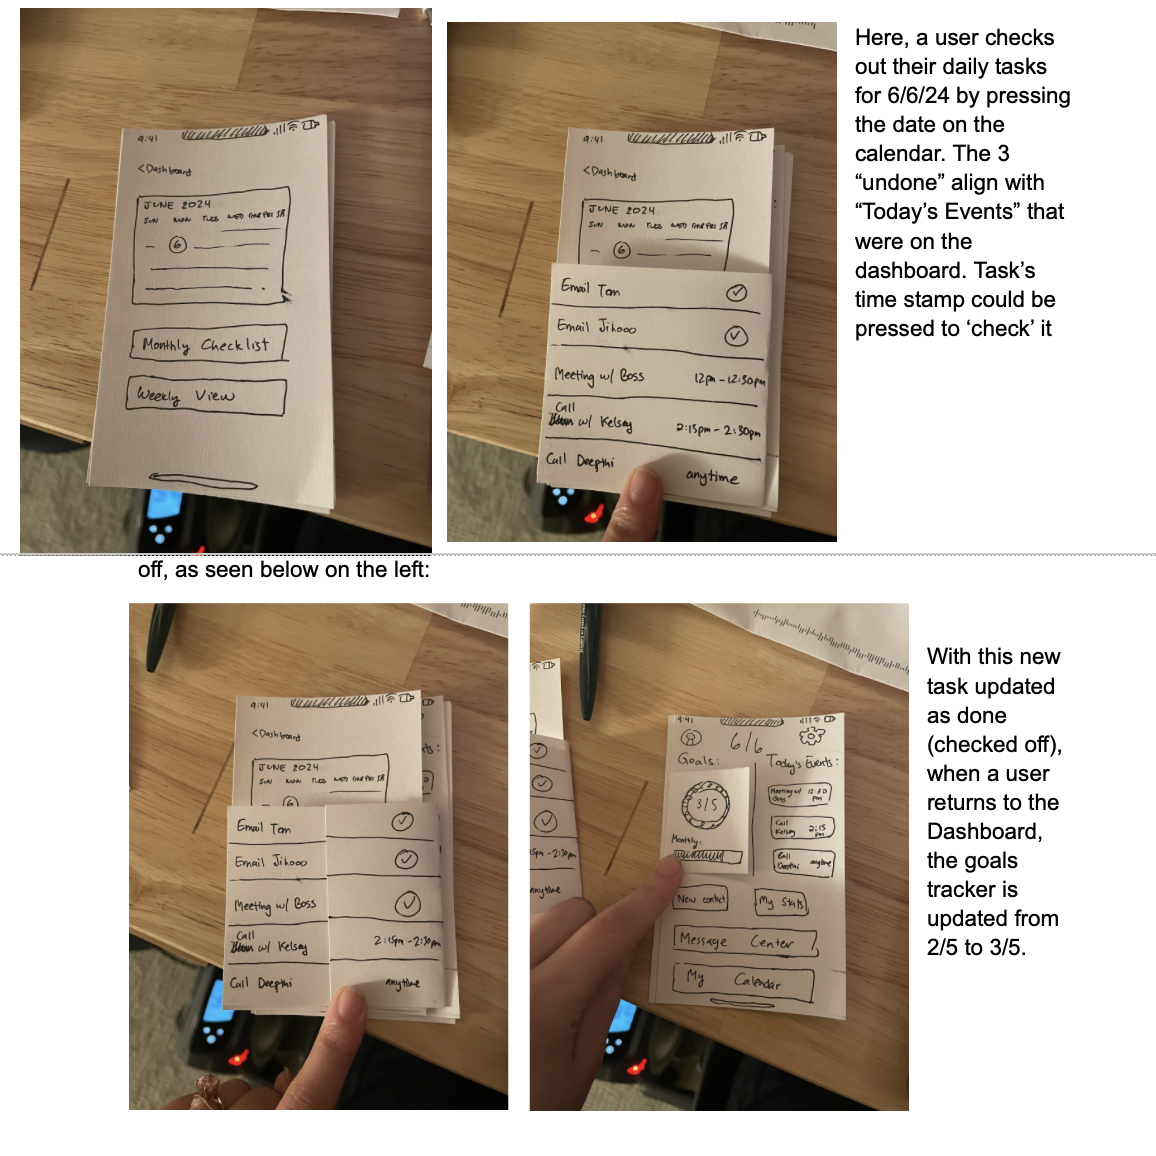 9:41
<Dashboard
JUNE 2024
SUN MON TUES WED THR FRI SA
6
Monthly Checklist
Weekly View
9:41
<Dashboard
JUNE 2024
SUN MON TUES WED THR FRI SA
6
Email Tom
Email Jihooo
Meeting w/ Boss 12pm-12:30pm
Call
w/ Kelsey 2:15pm - 2:30pm
Call Deepthi anytime
Here, a user checks
out their daily tasks
for 6/6/24 by pressing
the date on the
calendar. The 3
“undone” align with
“Today’s Events” that
were on the
dashboard. Task’s
time stamp could be
pressed to ‘check’ it
off, as seen below on the left:
9:41
<Dashboard
JUNE 2024
SUN MON TUES WED THR FRI SA
6
Email Tom
Email Jihooo
Meeting w/ Boss
Call
w/ Kelsey 2:15pm-2:30pm
Call Deepthi anytime
5pm-2:30pm
anytime
9:41
6/6
Goals: Today's Events:
3/5
Monthly:
Meeting w/ Boss 12:30 pm
Call Kelsey 2:15 pm
Call Deepthi anytime
New contact
My Stats
Message Center
My Calendar
With this new
task updated
as done
(checked off),
when a user
returns to the
Dashboard,
the goals
tracker is
updated from
2/5 to 3/5.